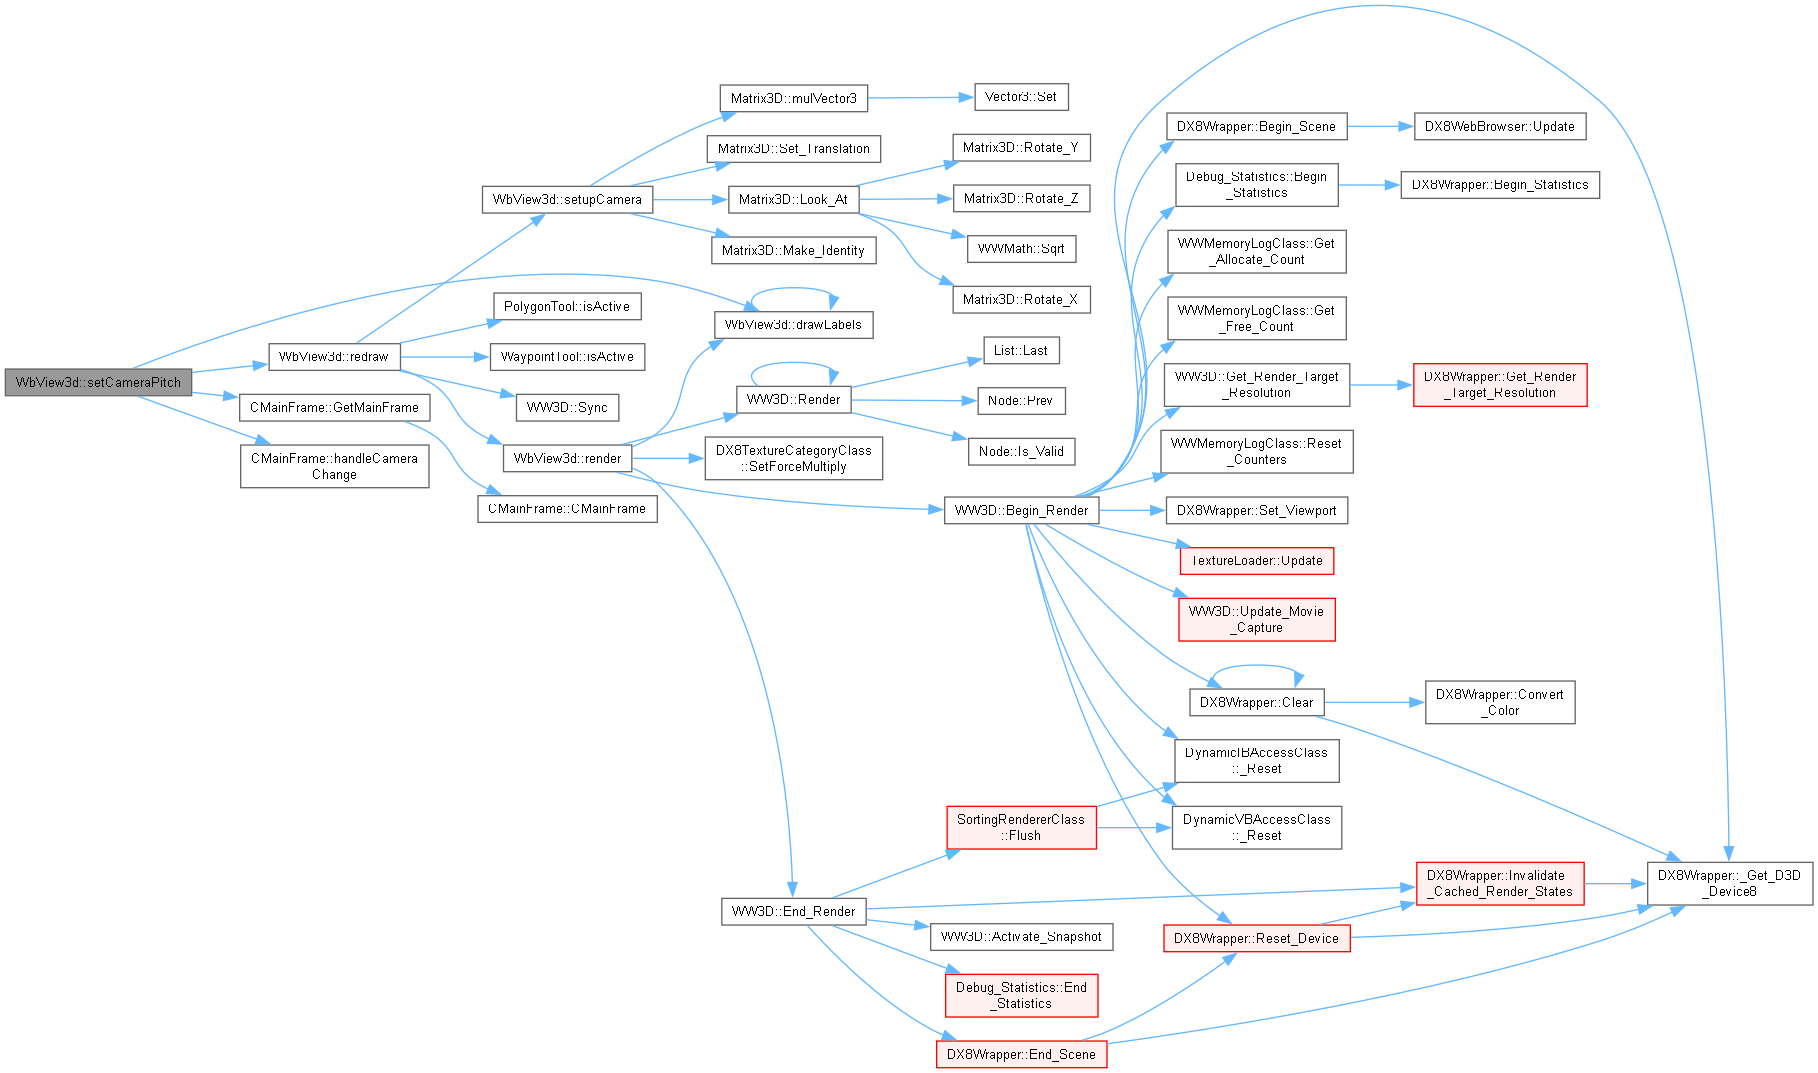 WbView3d::setCameraPitch
WbView3d::redraw
CMainFrame::GetMainFrame
CMainFrame::handleCamera
Change
WbView3d::setupCamera
PolygonTool::isActive
WaypointTool::isActive
WW3D::Sync
WbView3d::render
CMainFrame::CMainFrame
Matrix3D::mulVector3
Matrix3D::Set_Translation
Matrix3D::Look_At
Matrix3D::Make_Identity
WbView3d::drawLabels
WW3D::Render
DX8TextureCategoryClass
::SetForceMultiply
WW3D::End_Render
Vector3::Set
Matrix3D::Rotate_Y
Matrix3D::Rotate_Z
WWMath::Sqrt
Matrix3D::Rotate_X
List::Last
Node::Prev
Node::Is_Valid
WW3D::Begin_Render
SortingRendererClass
::Flush
WW3D::Activate_Snapshot
Debug_Statistics::End
_Statistics
DX8Wrapper::End_Scene
DX8Wrapper::Begin_Scene
Debug_Statistics::Begin
_Statistics
WWMemoryLogClass::Get
_Allocate_Count
WWMemoryLogClass::Get
_Free_Count
WW3D::Get_Render_Target
_Resolution
WWMemoryLogClass::Reset
_Counters
DX8Wrapper::Set_Viewport
TextureLoader::Update
WW3D::Update_Movie
_Capture
DX8Wrapper::Clear
DynamicIBAccessClass
::_Reset
DynamicVBAccessClass
::_Reset
DX8Wrapper::Reset_Device
DX8WebBrowser::Update
DX8Wrapper::Begin_Statistics
DX8Wrapper::Get_Render
_Target_Resolution
DX8Wrapper::Convert
_Color
DX8Wrapper::Invalidate
_Cached_Render_States
DX8Wrapper::_Get_D3D
_Device8